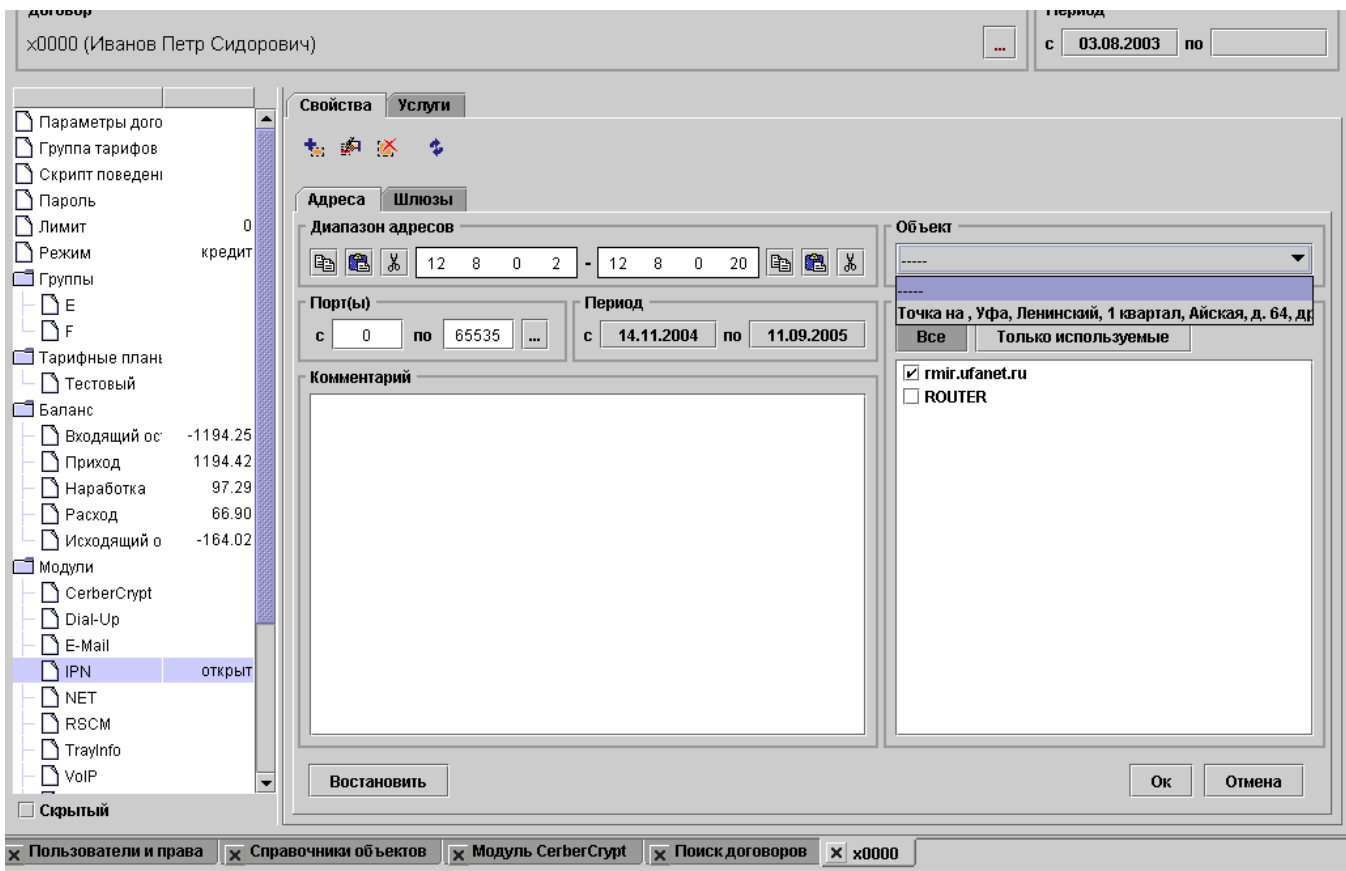 Договор
Период
x0000 (Иванов Петр Сидорович)
...
с 03.08.2003 по
Свойства Услуги
Параметры дого
Группа тарифов
Скрипт поведені
Пароль
Лимит 0
Режим кредит
Группы
E
F
Тарифные планы
Тестовый
Баланс
Входящий ос -1194.25
Приход 1194.42
Наработка 97.29
Расход 66.90
Исходящий о -164.02
Модули
CerberCrypt
Dial-Up
E-Mail
IPN открыт
NET
RSCM
TrayInfo
VoIP
Скрытый
Адреса Шлюзы
Диапазон адресов
12 8 0 2 - 12 8 0 20
Порт(ы)
с 0 по 65535 ...
Период
с 14.11.2004 по 11.09.2005
Комментарий
Объект
-----
-----
Точка на , Уфа, Ленинский, 1 квартал, Айская, д. 64, др
Все Только используемые
rmir.ufanet.ru
ROUTER
Востановить
Ок Отмена
Пользователи и права Справочники объектов Модуль CerberCrypt Поиск договоров x0000